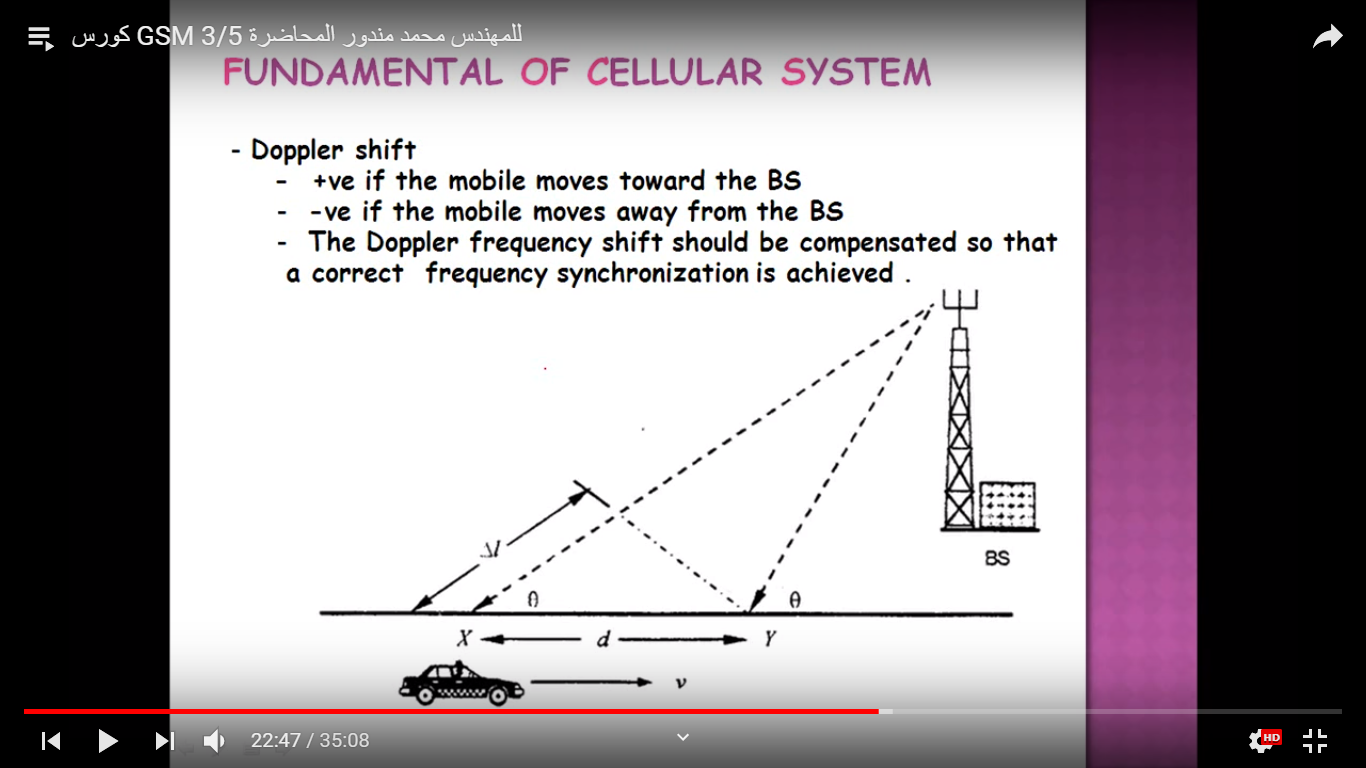 كورس GSM 3/5 للمهندس محمد مندور المحاضرة
FUNDAMENTAL OF CELLULAR SYSTEM
- Doppler shift
- +ve if the mobile moves toward the BS
- -ve if the mobile moves away from the BS
- The Doppler frequency shift should be compensated so that
a correct frequency synchronization is achieved .
Δl
BS
θ
θ
X
d
Y
v
22:47 / 35:08
HD